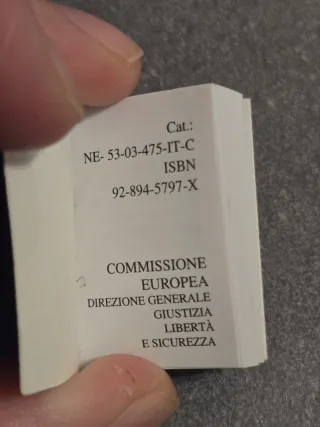 Cat.:
NE- 53-03-475-IT-C
ISBN
92-894-5797-X
COMMISSIONE
EUROPEA
DIREZIONE GENERALE
GIUSTIZIA
LIBERTÀ
E SICUREZZA